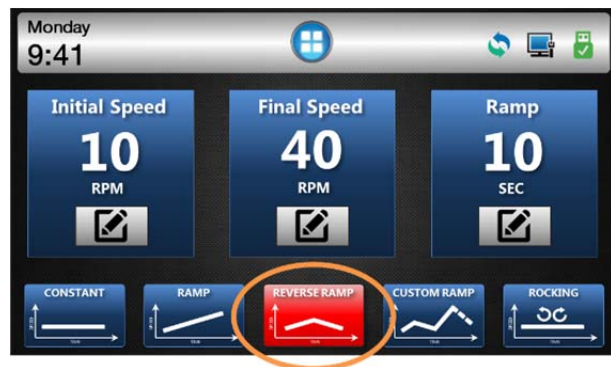 Monday
9:41
Initial Speed
10
RPM
Final Speed
40
RPM
Ramp
10
SEC
CONSTANT
RAMP
REVERSE RAMP
CUSTOM RAMP
ROCKING